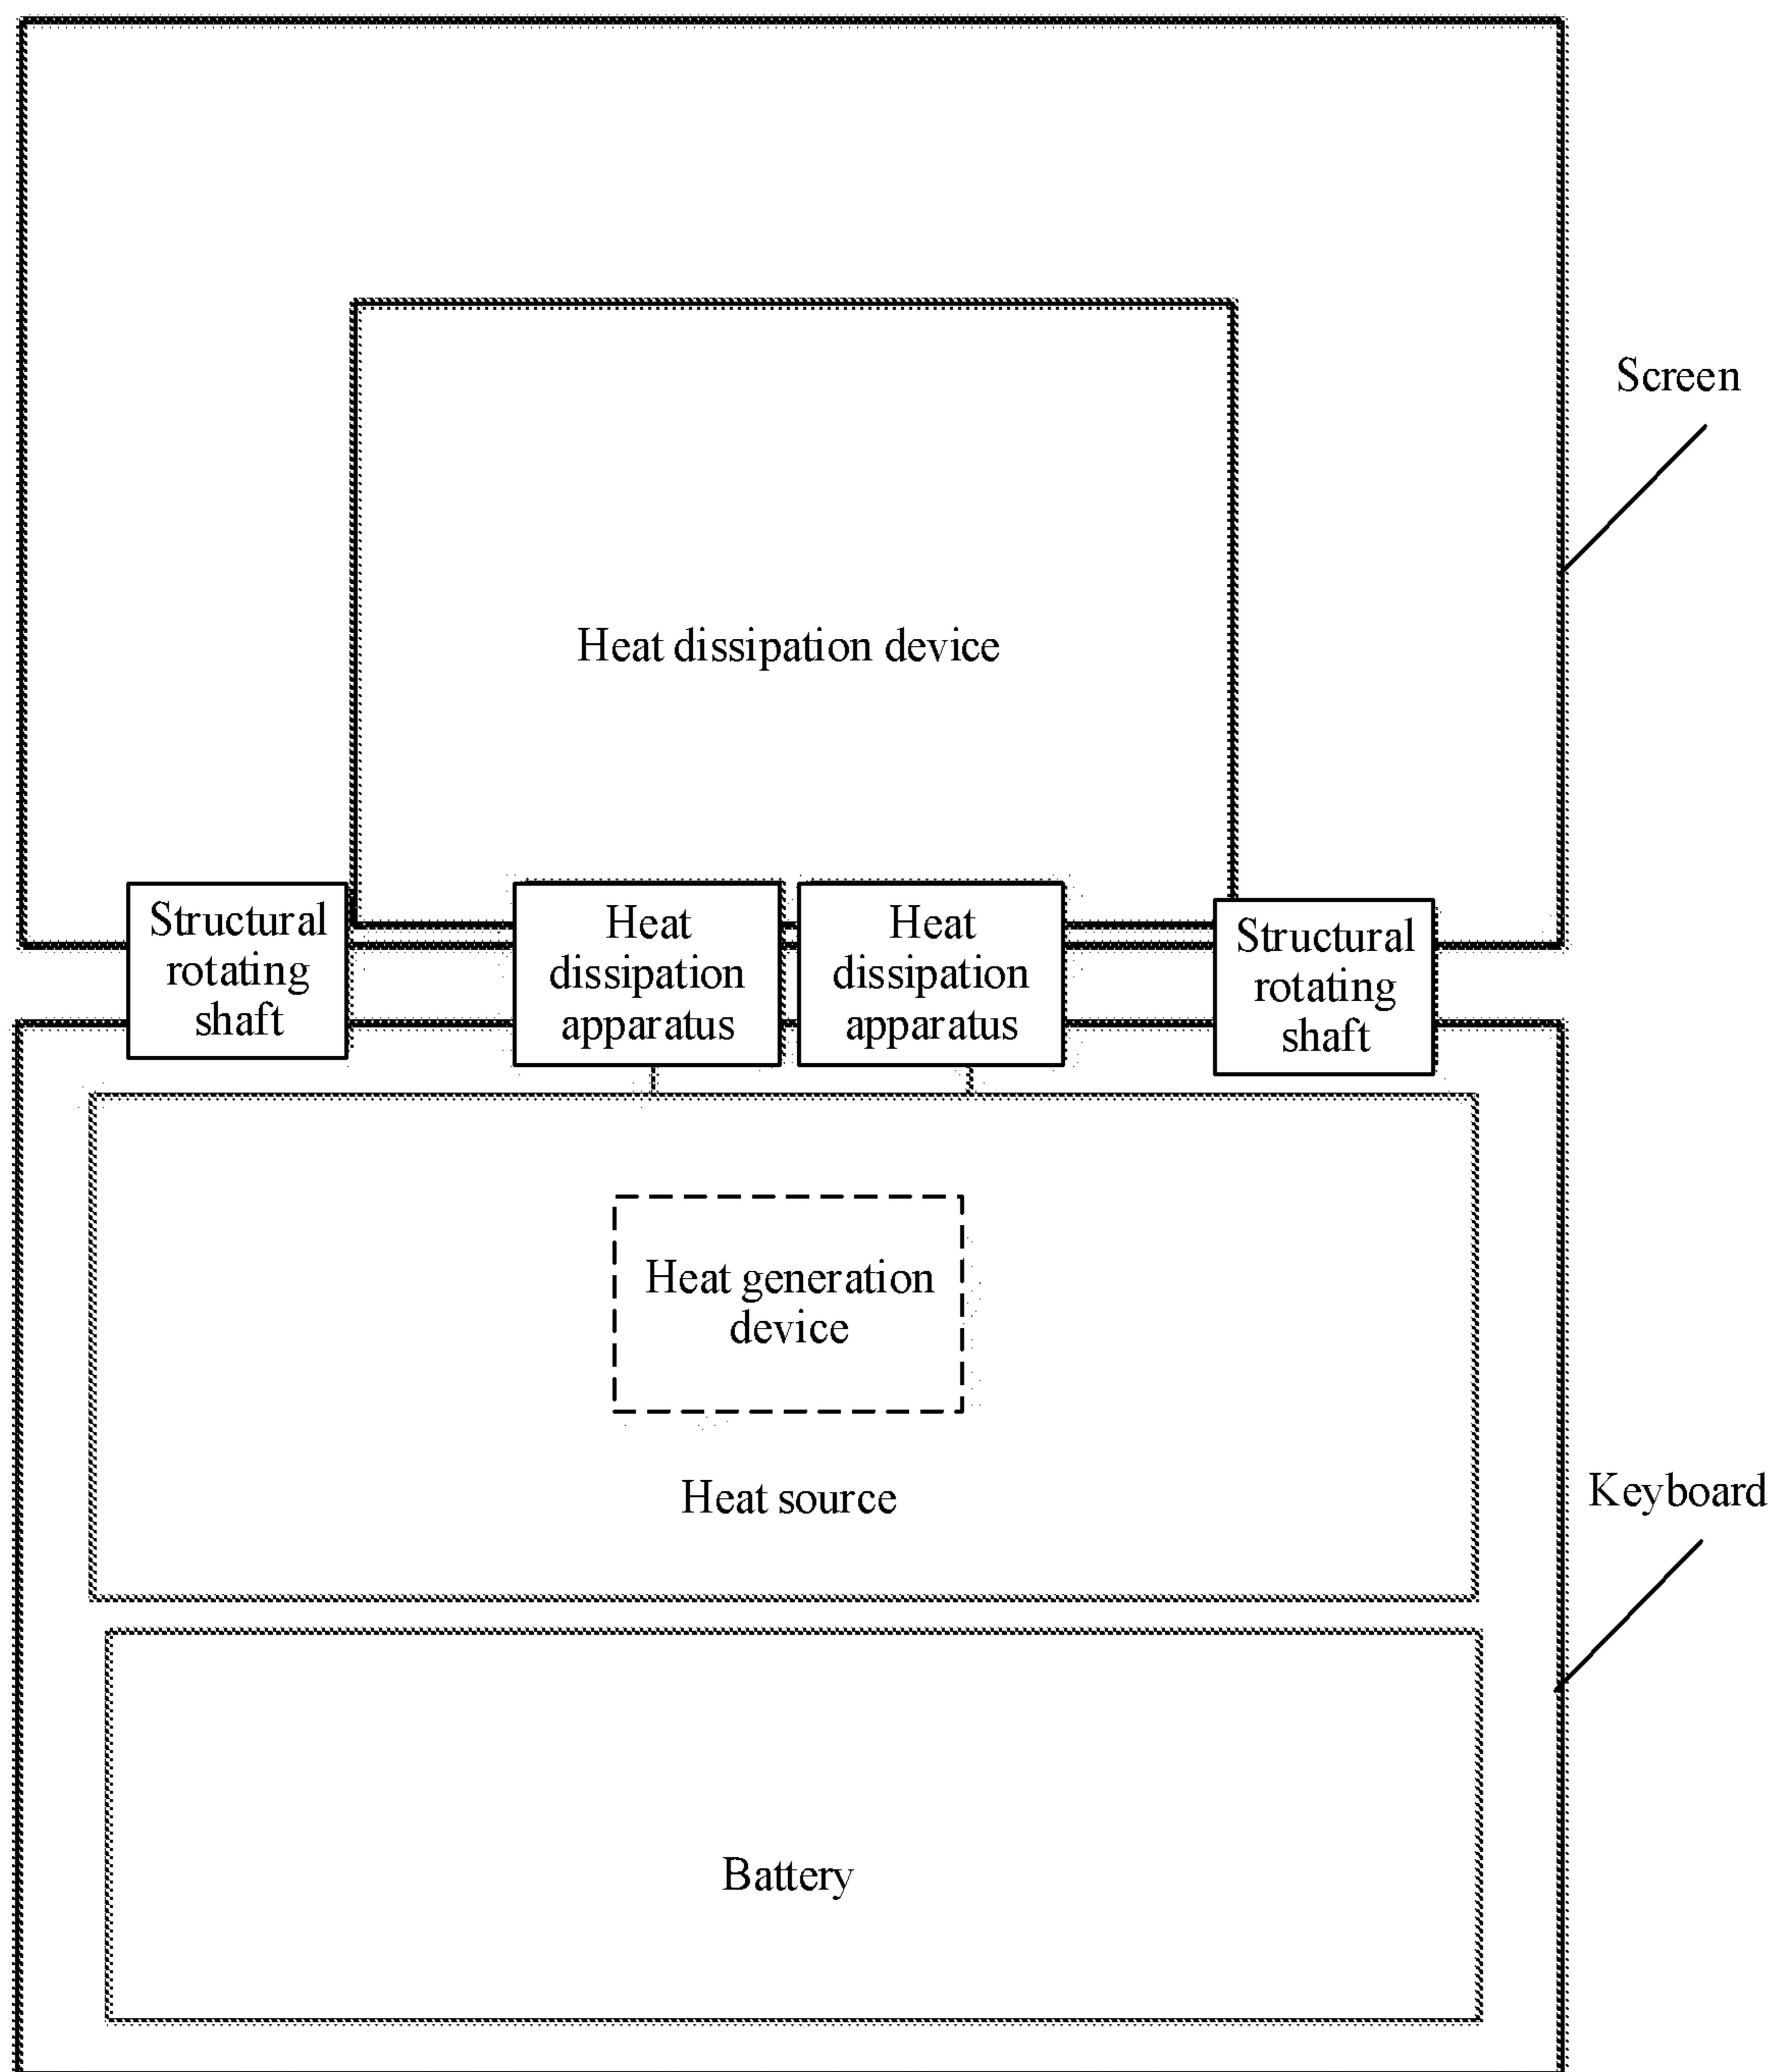 Screen
Heat dissipation device
Structural
rotating
shaft
Heat
dissipation
apparatus
Heat
dissipation
apparatus
Structural
rotating
shaft
Heat generation
device
Heat source
Keyboard
Battery